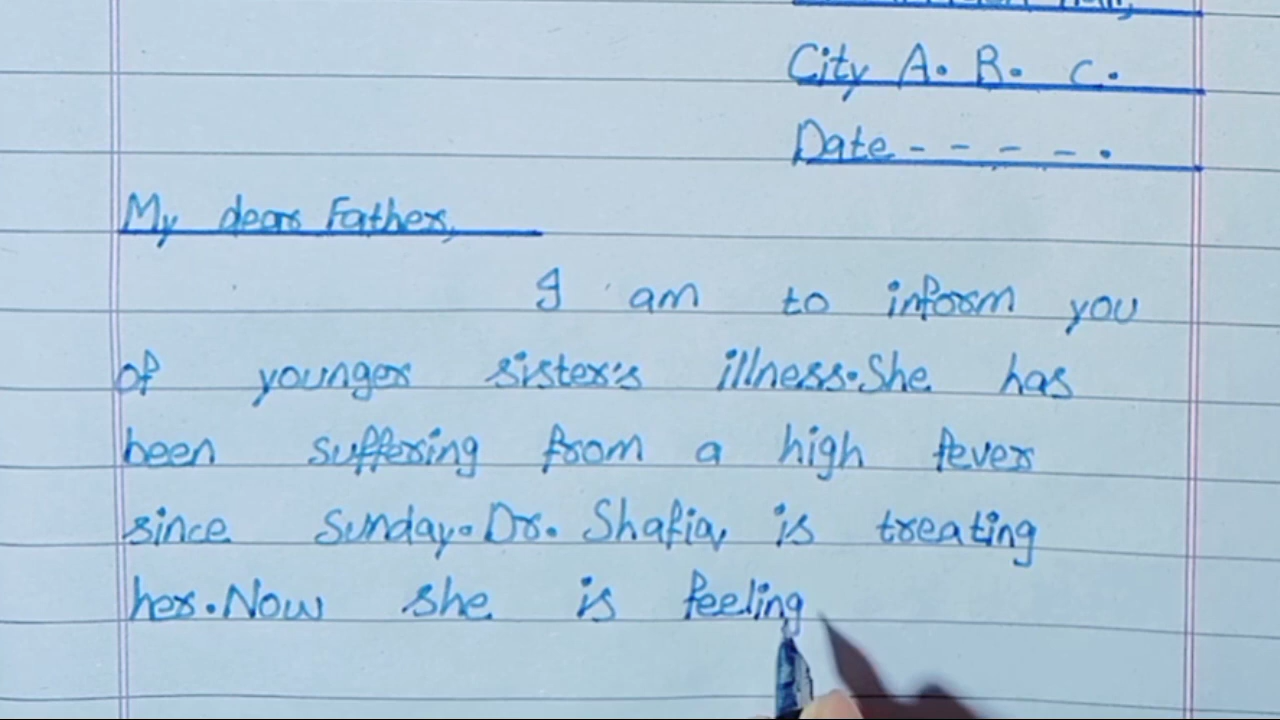 City A. B. C.
Date - - - - .
My dear Father,
I am to inform you
of younger sister's illness. She has
been suffering from a high fever
since Sunday. Dr. Shafia, is treating
her. Now she is feeling